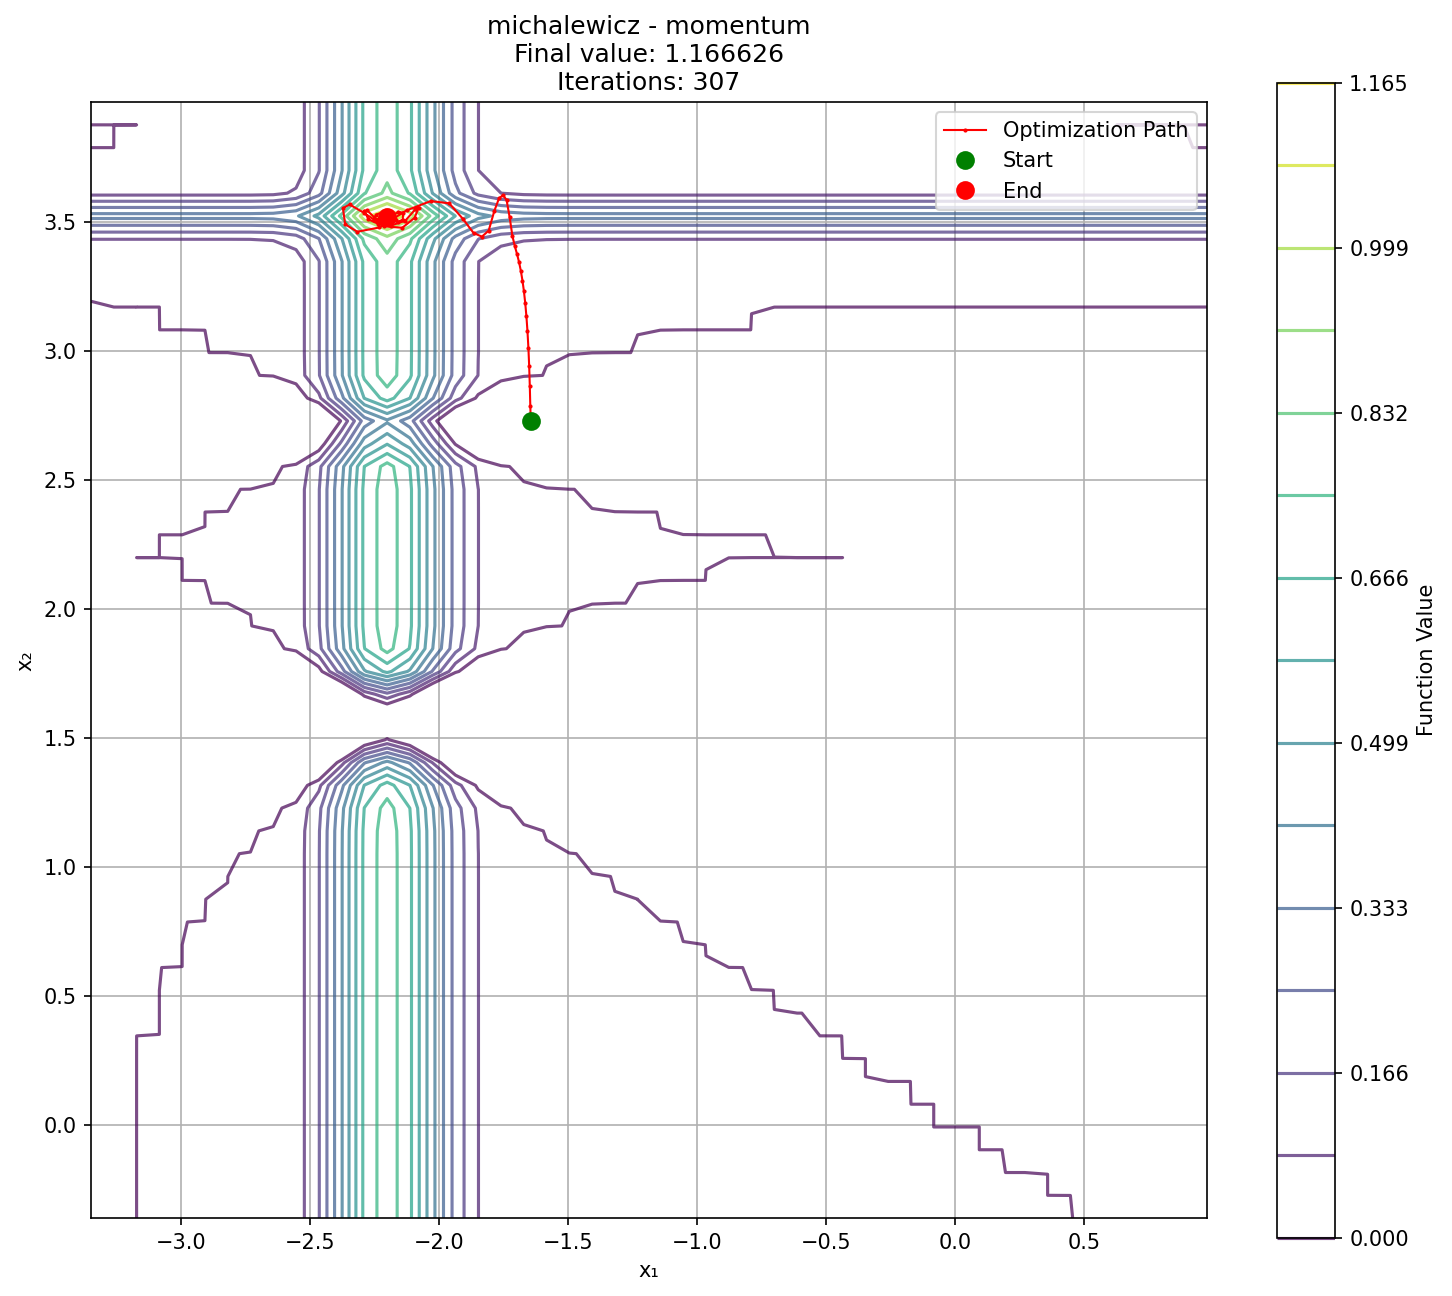 michalewicz - momentum
Final value: 1.166626
Iterations: 307
Optimization Path
Start
End
3.5
3.0
2.5
2.0
1.5
1.0
0.5
0.0
x₂
−3.0
−2.5
−2.0
−1.5
−1.0
−0.5
0.0
0.5
x₁
1.165
0.999
0.832
0.666
0.499
0.333
0.166
0.000
Function Value